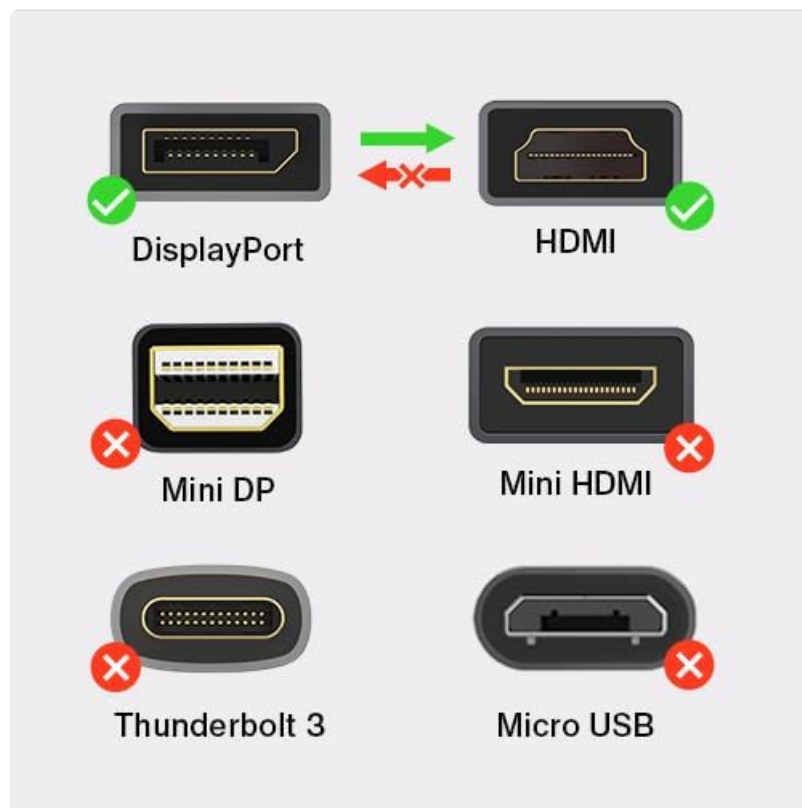 DisplayPort
HDMI
Mini DP
Mini HDMI
Thunderbolt 3
Micro USB